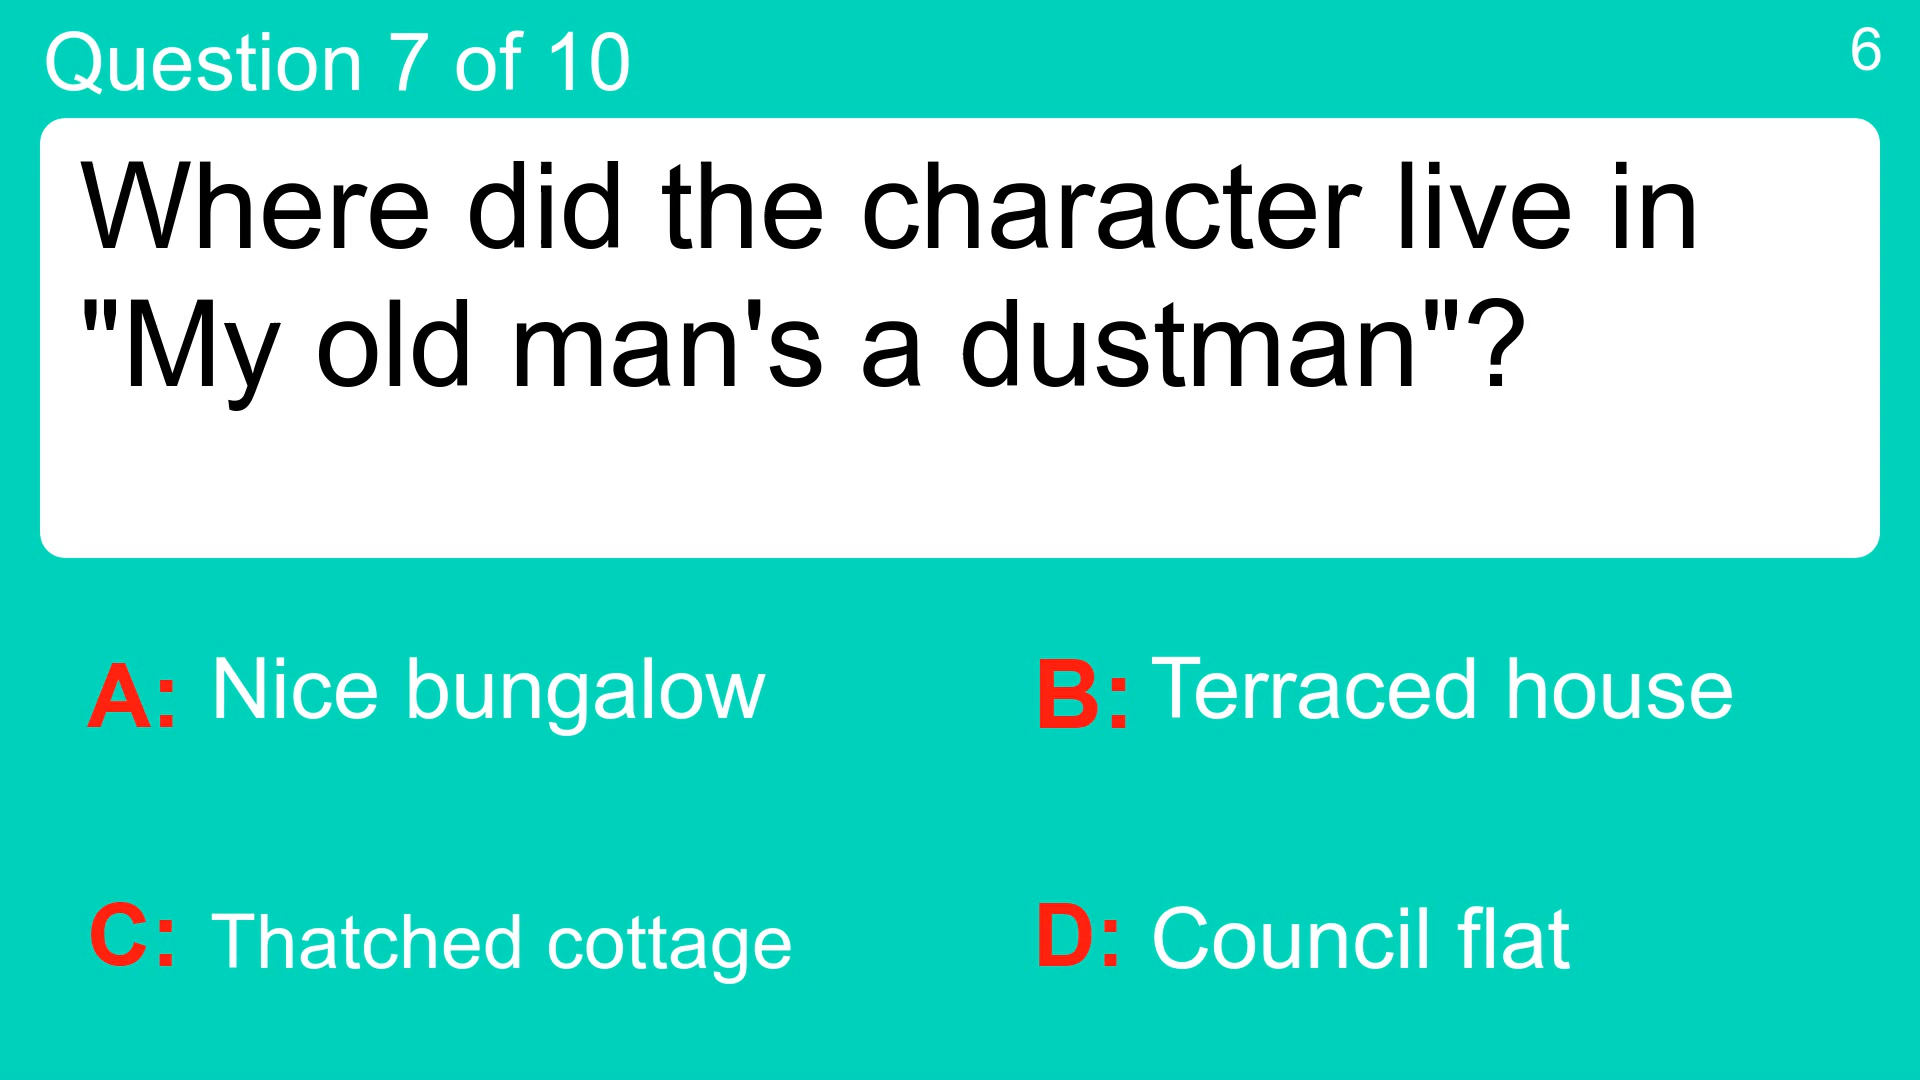 Question 7 of 10
6
Where did the character live in
"My old man's a dustman"?
A: Nice bungalow
B: Terraced house
C: Thatched cottage
D: Council flat